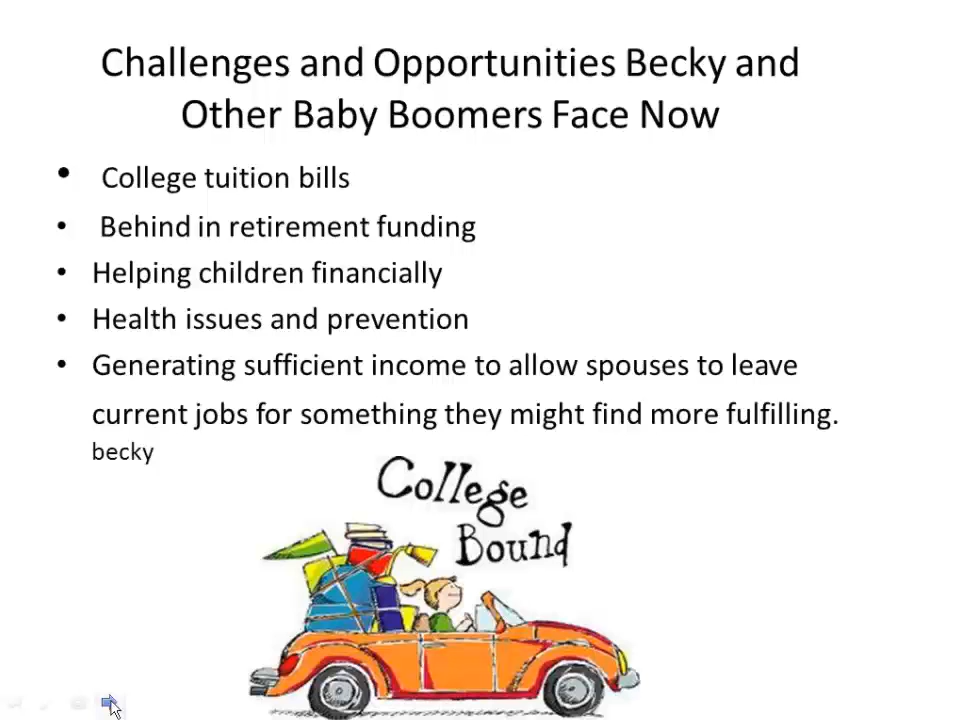 Challenges and Opportunities Becky and
Other Baby Boomers Face Now
• College tuition bills
• Behind in retirement funding
• Helping children financially
• Health issues and prevention
• Generating sufficient income to allow spouses to leave
current jobs for something they might find more fulfilling.
becky
College
Bound